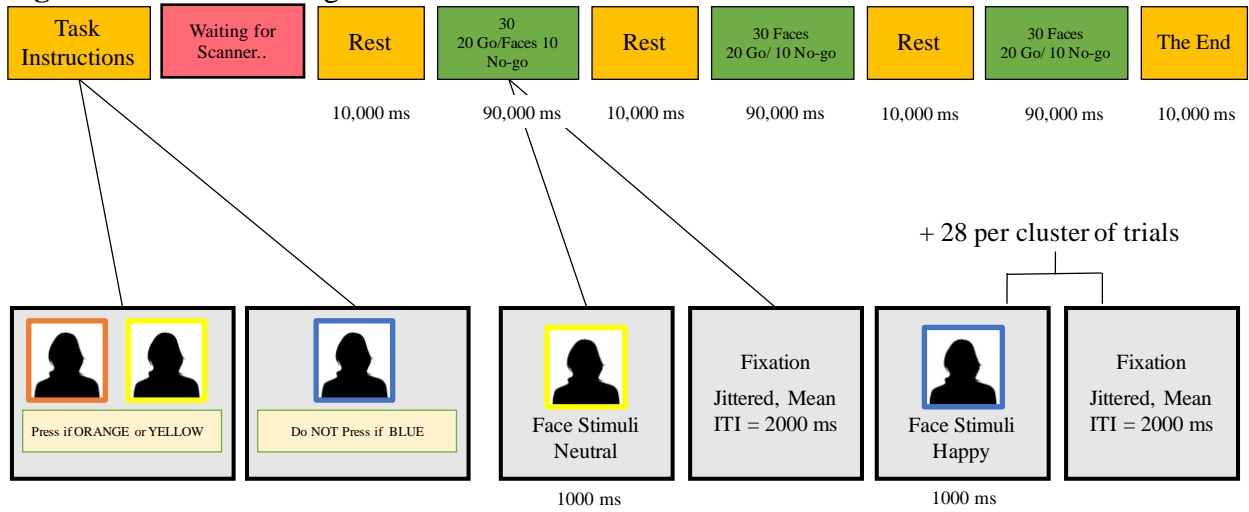 Task
Instructions
Waiting for
Scanner..
Rest
30
20 Go/Faces 10
No-go
Rest
30 Faces
20 Go/ 10 No-go
Rest
30 Faces
20 Go/ 10 No-go
The End
10,000 ms
90,000 ms
10,000 ms
90,000 ms
10,000 ms
90,000 ms
10,000 ms
+ 28 per cluster of trials
Press if ORANGE or YELLOW
Do NOT Press if BLUE
Face Stimuli
Neutral
Fixation
Jittered, Mean
ITI = 2000 ms
Face Stimuli
Happy
Fixation
Jittered, Mean
ITI = 2000 ms
1000 ms
1000 ms